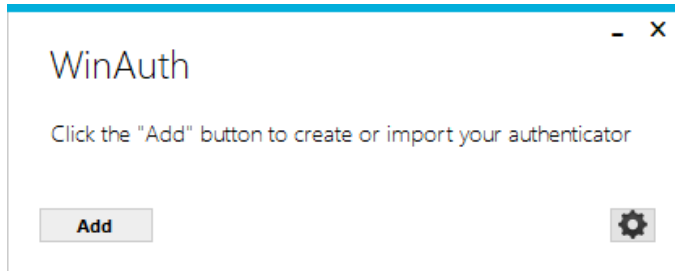 WinAuth
Click the "Add" button to create or import your authenticator
Add